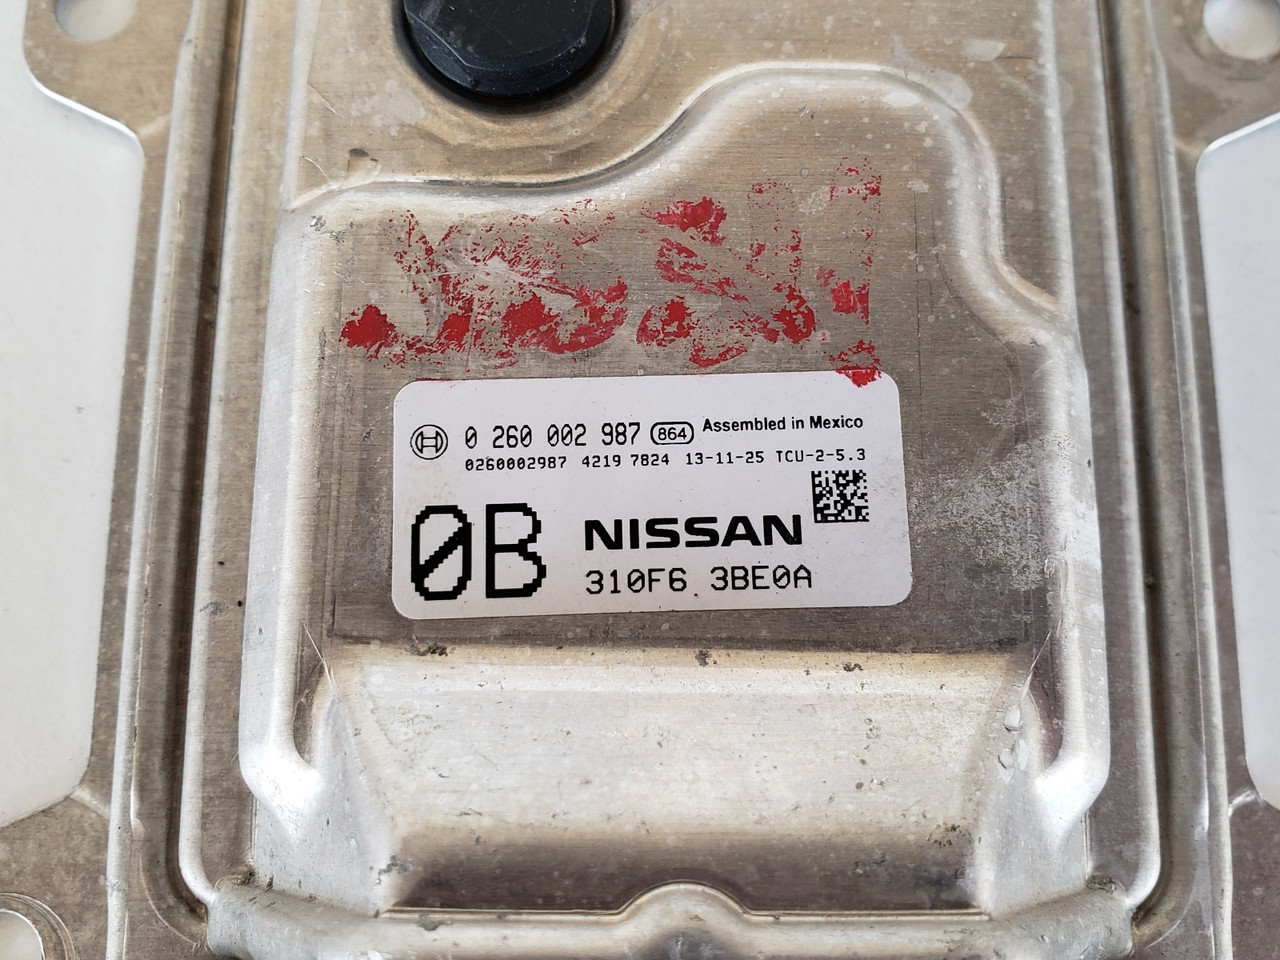 0 260 002 987 864 Assembled in Mexico
0260002987 4219 7824 13-11-25 TCU-2-5.3
0B NISSAN
310F6 3BE0A